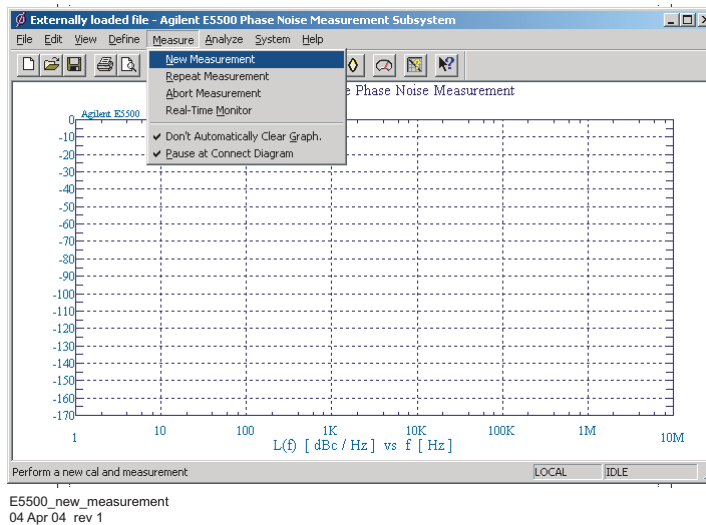 Externally loaded file - Agilent E5500 Phase Noise Measurement Subsystem
File Edit View Define Measure Analyze System Help
New Measurement
Repeat Measurement
Abort Measurement
Real-Time Monitor
✔ Don't Automatically Clear Graph.
✔ Pause at Connect Diagram
Phase Noise Measurement
Agilent E5500
0
-10
-20
-30
-40
-50
-60
-70
-80
-90
-100
-110
-120
-130
-140
-150
-160
-170
1 10 100 1K 10K 100K 1M 10M
L(f) [ dBc / Hz ] vs f [ Hz ]
Perform a new cal and measurement LOCAL IDLE
E5500_new_measurement
04 Apr 04 rev 1